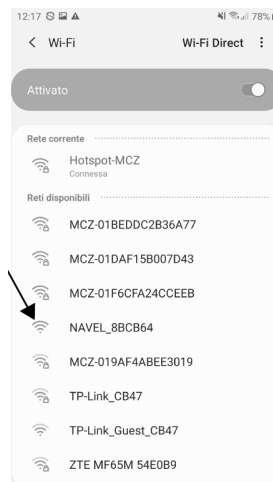 12:17 78%
Wi-Fi Wi-Fi Direct
Attivato
Rete corrente
Hotspot-MCZ
Connessa
Reti disponibili
MCZ-01BEDDC2B36A77
MCZ-01DAF15B007D43
MCZ-01F6CFA24CCEEB
NAVEL_8BCB64
MCZ-019AF4ABEE3019
TP-Link_CB47
TP-Link_Guest_CB47
ZTE MF65M 54E0B9